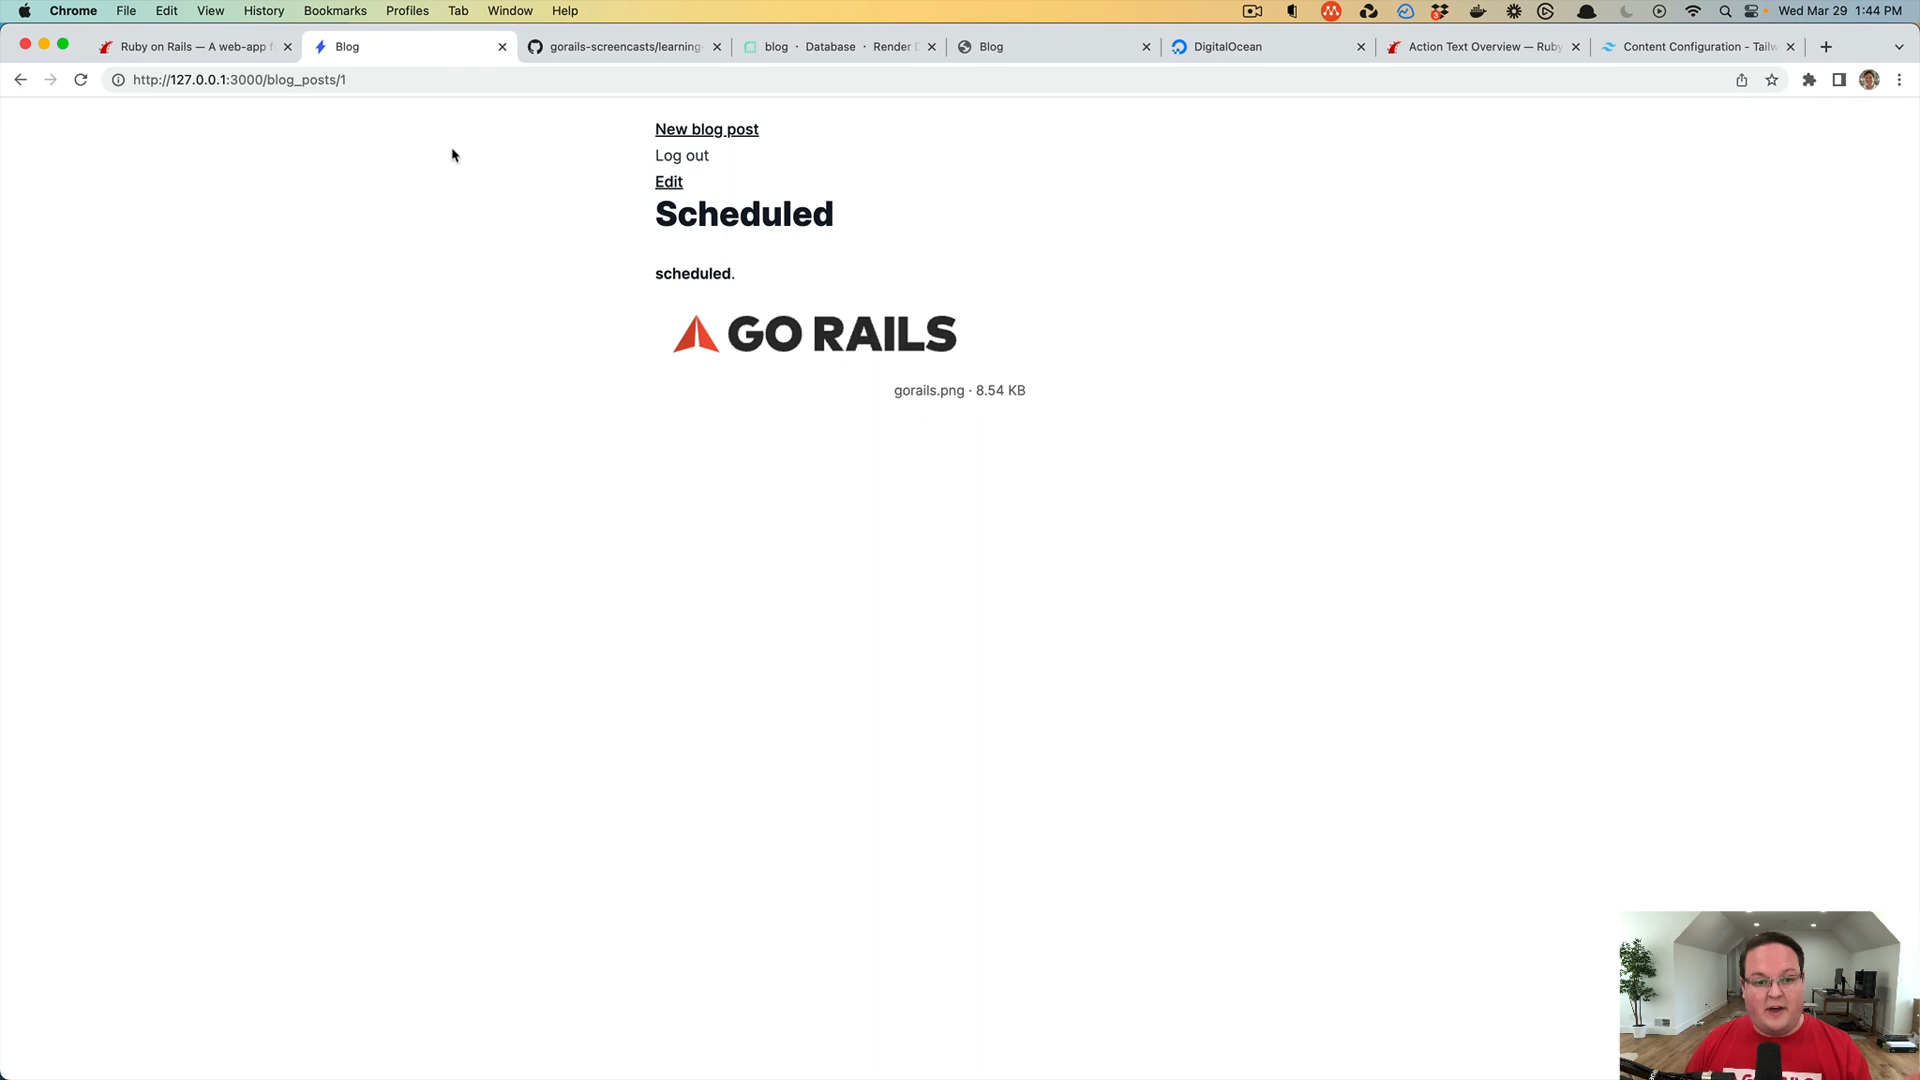 Chrome File Edit View History Bookmarks Profiles Tab Window Help
3
Wed Mar 29 1:44 PM
Ruby on Rails — A web-app f
Blog
gorails-screencasts/learning-
blog · Database · Render D
Blog
DigitalOcean
Action Text Overview — Ruby
Content Configuration - Tailw
http://127.0.0.1:3000/blog_posts/1
New blog post
Log out
Edit
Scheduled
scheduled.
GO RAILS
gorails.png · 8.54 KB